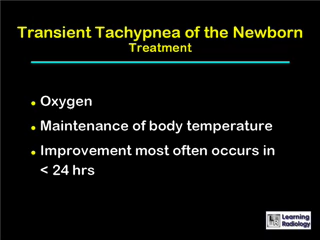 Transient Tachypnea of the Newborn
Treatment
Oxygen
Maintenance of body temperature
Improvement most often occurs in
< 24 hrs
Learning
Radiology